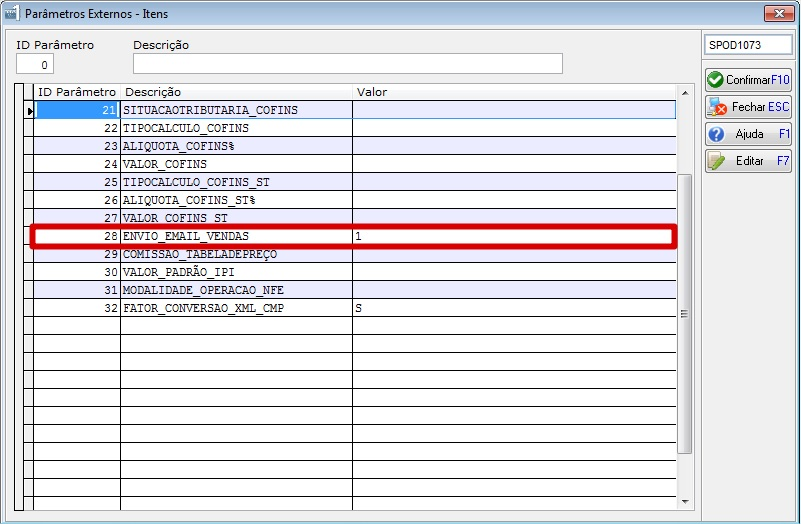 Parâmetros Externos - Itens
ID Parâmetro Descrição
0
SPOD1073
Confirmar F10
Fechar ESC
Ajuda F1
Editar F7
ID Parâmetro Descrição Valor
21 SITUACAOTRIBUTARIA_COFINS
22 TIPOCALCULO_COFINS
23 ALIQUOTA_COFINS%
24 VALOR_COFINS
25 TIPOCALCULO_COFINS_ST
26 ALIQUOTA_COFINS_ST%
27 VALOR_COFINS_ST
28 ENVIO_EMAIL_VENDAS 1
29 COMISSAO_TABELADEPREÇO
30 VALOR_PADRÃO_IPI
31 MODALIDADE_OPERACAO_NFE
32 FATOR_CONVERSAO_XML_CMP S